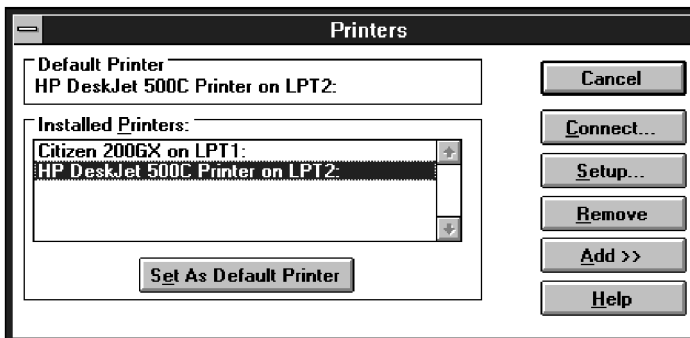 Printers
Default Printer
HP DeskJet 500C Printer on LPT2:
Installed Printers:
Citizen 200GX on LPT1:
HP DeskJet 500C Printer on LPT2:
Set As Default Printer
Cancel
Connect...
Setup...
Remove
Add >>
Help